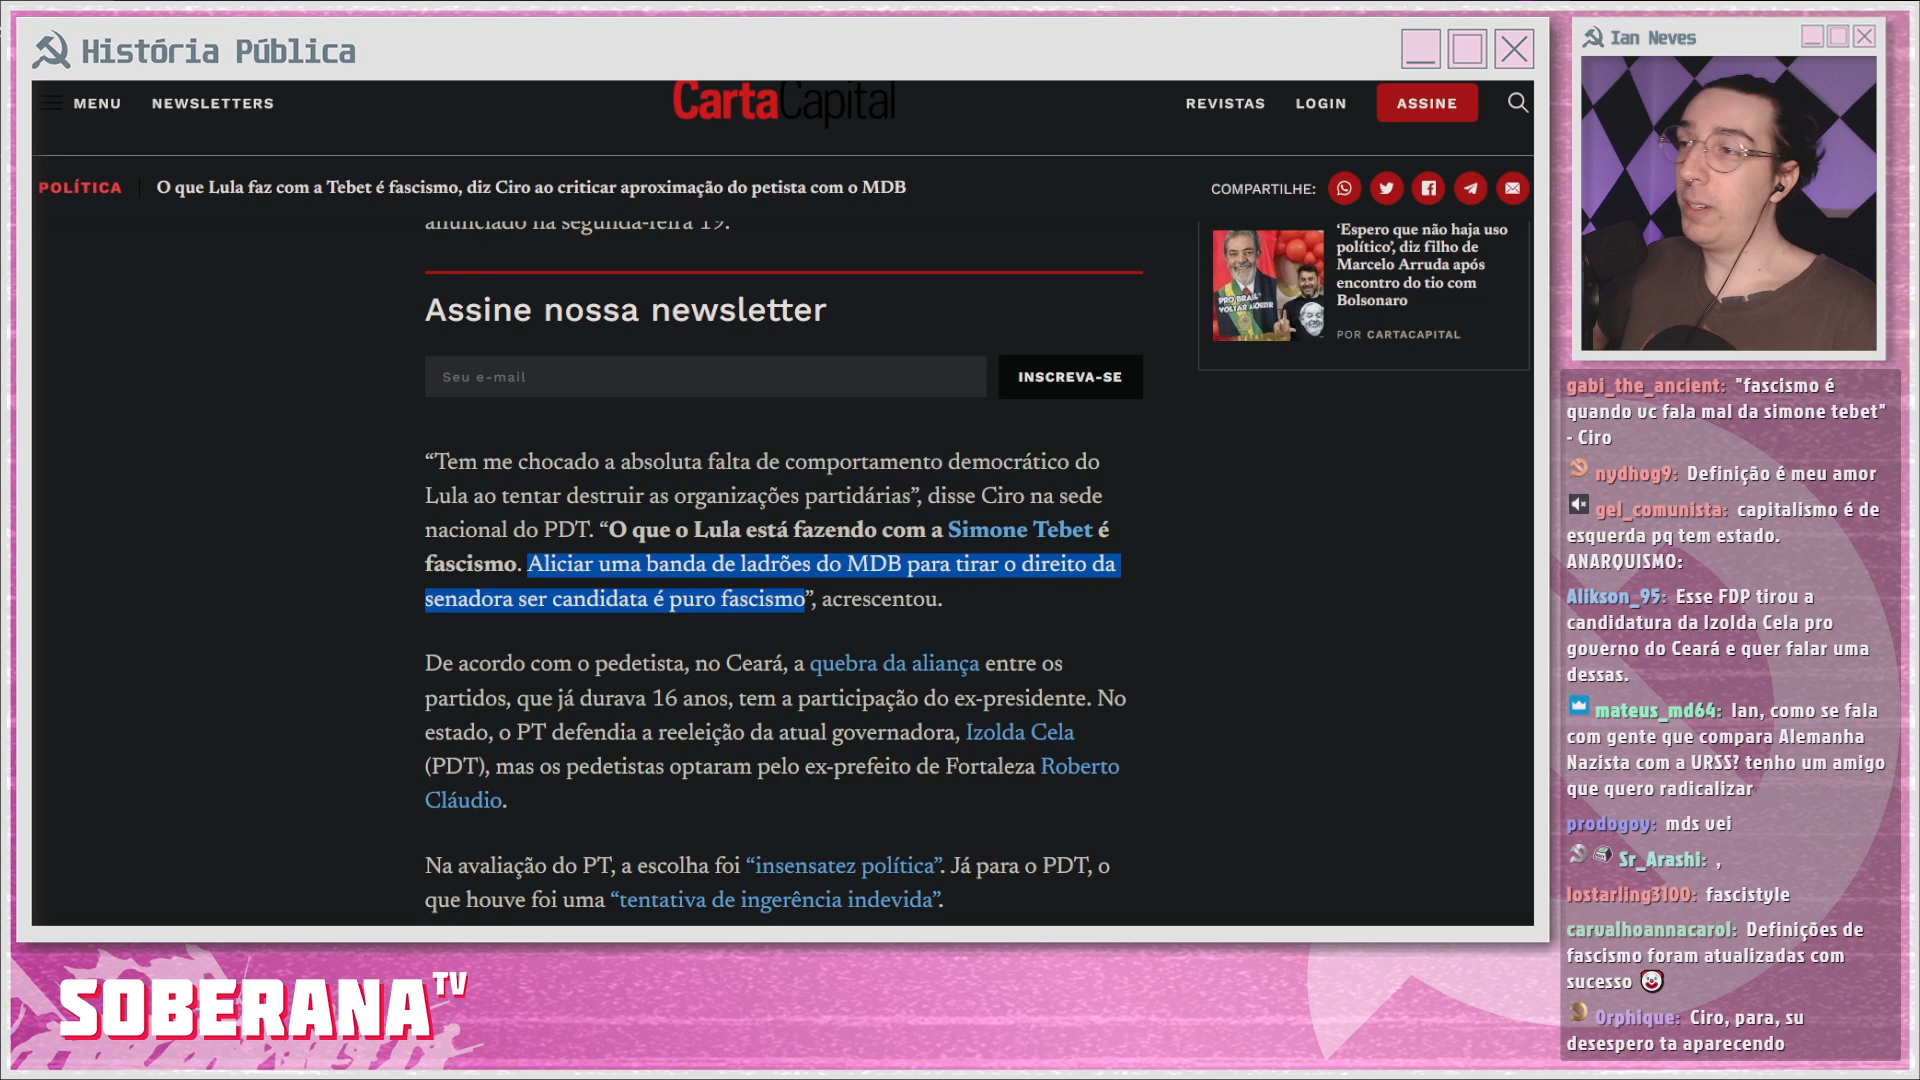 História Pública
MENU
NEWSLETTERS
CartaCapital
REVISTAS
LOGIN
ASSINE
POLÍTICA
O que Lula faz com a Tebet é fascismo, diz Ciro ao criticar aproximação do petista com o MDB
COMPARTILHE:
anunciado na segunda-feira 19.
Assine nossa newsletter
Seu e-mail
INSCREVA-SE
“Tem me chocado a absoluta falta de comportamento democrático do
Lula ao tentar destruir as organizações partidárias”, disse Ciro na sede
nacional do PDT. “O que o Lula está fazendo com a Simone Tebet é
fascismo. Aliciar uma banda de ladrões do MDB para tirar o direito da
senadora ser candidata é puro fascismo”, acrescentou.
De acordo com o pedetista, no Ceará, a quebra da aliança entre os
partidos, que já durava 16 anos, tem a participação do ex-presidente. No
estado, o PT defendia a reeleição da atual governadora, Izolda Cela
(PDT), mas os pedetistas optaram pelo ex-prefeito de Fortaleza Roberto
Cláudio.
Na avaliação do PT, a escolha foi “insensatez política”. Já para o PDT, o
que houve foi uma “tentativa de ingerência indevida”.
‘Espero que não haja uso
político’, diz filho de
Marcelo Arruda após
encontro do tio com
Bolsonaro
POR CARTACAPITAL
Ian Neves
gabi_the_ancient: "fascismo é
quando vc fala mal da simone tebet"
- Ciro
nydhog9: Definição é meu amor
gel_comunista: capitalismo é de
esquerda pq tem estado.
ANARQUISMO:
Alikson_95: Esse FDP tirou a
candidatura da Izolda Cela pro
governo do Ceará e quer falar uma
dessas.
mateus_md64: Ian, como se fala
com gente que compara Alemanha
Nazista com a URSS? tenho um amigo
que quero radicalizar
prodogoy: mds vei
Sr_Arashi: ,
lostarling3100: fascistyle
carvalhoannacarol: Definições de
fascismo foram atualizadas com
sucesso
Orphique: Ciro, para, su
desespero ta aparecendo
SOBERANA TV